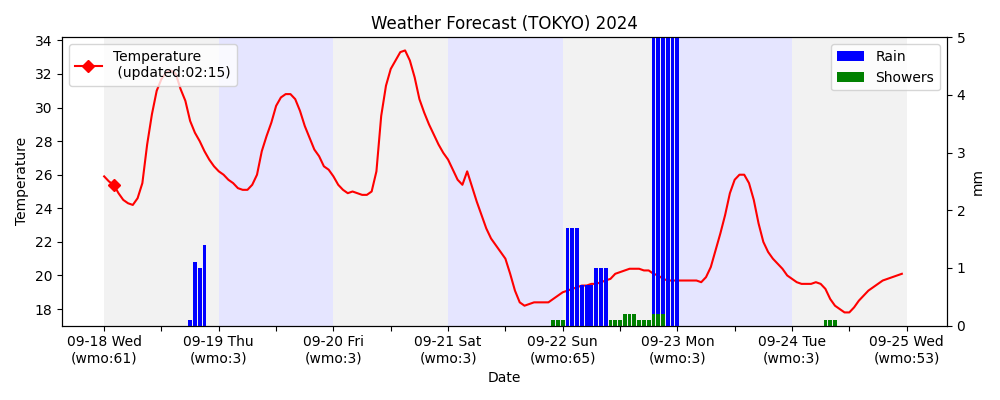 Weather Forecast (TOKYO) 2024
Temperature
(updated:02:15)
Rain
Showers
34
32
30
28
26
24
22
20
18
Temperature
5
4
3
2
1
0
mm
09-18 Wed 09-19 Thu 09-20 Fri 09-21 Sat 09-22 Sun 09-23 Mon 09-24 Tue 09-25 Wed
(wmo:61) (wmo:3) (wmo:3) (wmo:3) (wmo:65) (wmo:3) (wmo:3) (wmo:53)
Date